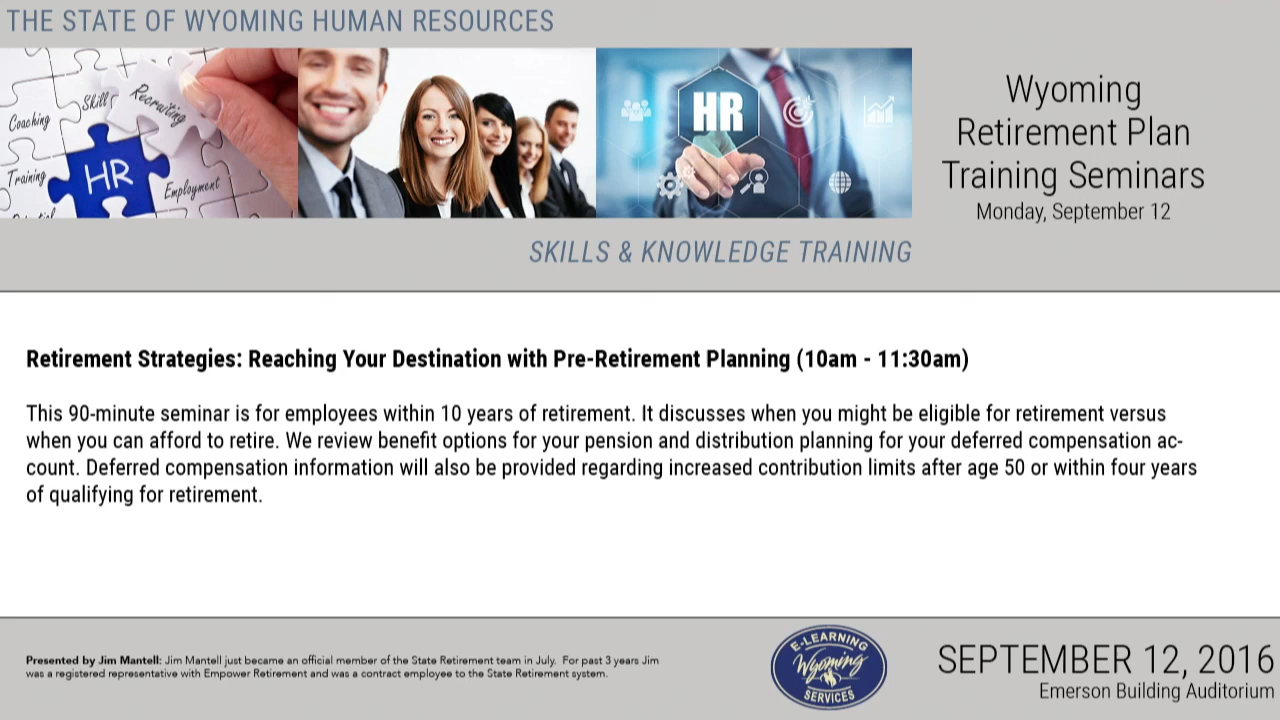 THE STATE OF WYOMING HUMAN RESOURCES
Skill
Recruiting
Coaching
HR
Training
Employment
HR
Wyoming
Retirement Plan
Training Seminars
Monday, September 12
SKILLS & KNOWLEDGE TRAINING
Retirement Strategies: Reaching Your Destination with Pre-Retirement Planning (10am - 11:30am)
This 90-minute seminar is for employees within 10 years of retirement. It discusses when you might be eligible for retirement versus
when you can afford to retire. We review benefit options for your pension and distribution planning for your deferred compensation ac-
count. Deferred compensation information will also be provided regarding increased contribution limits after age 50 or within four years
of qualifying for retirement.
Presented by Jim Mantell: Jim Mantell just became an official member of the State Retirement team in July. For past 3 years Jim
was a registered representative with Empower Retirement and was a contract employee to the State Retirement system.
E-LEARNING
Wyoming
SERVICES
SEPTEMBER 12, 2016
Emerson Building Auditorium